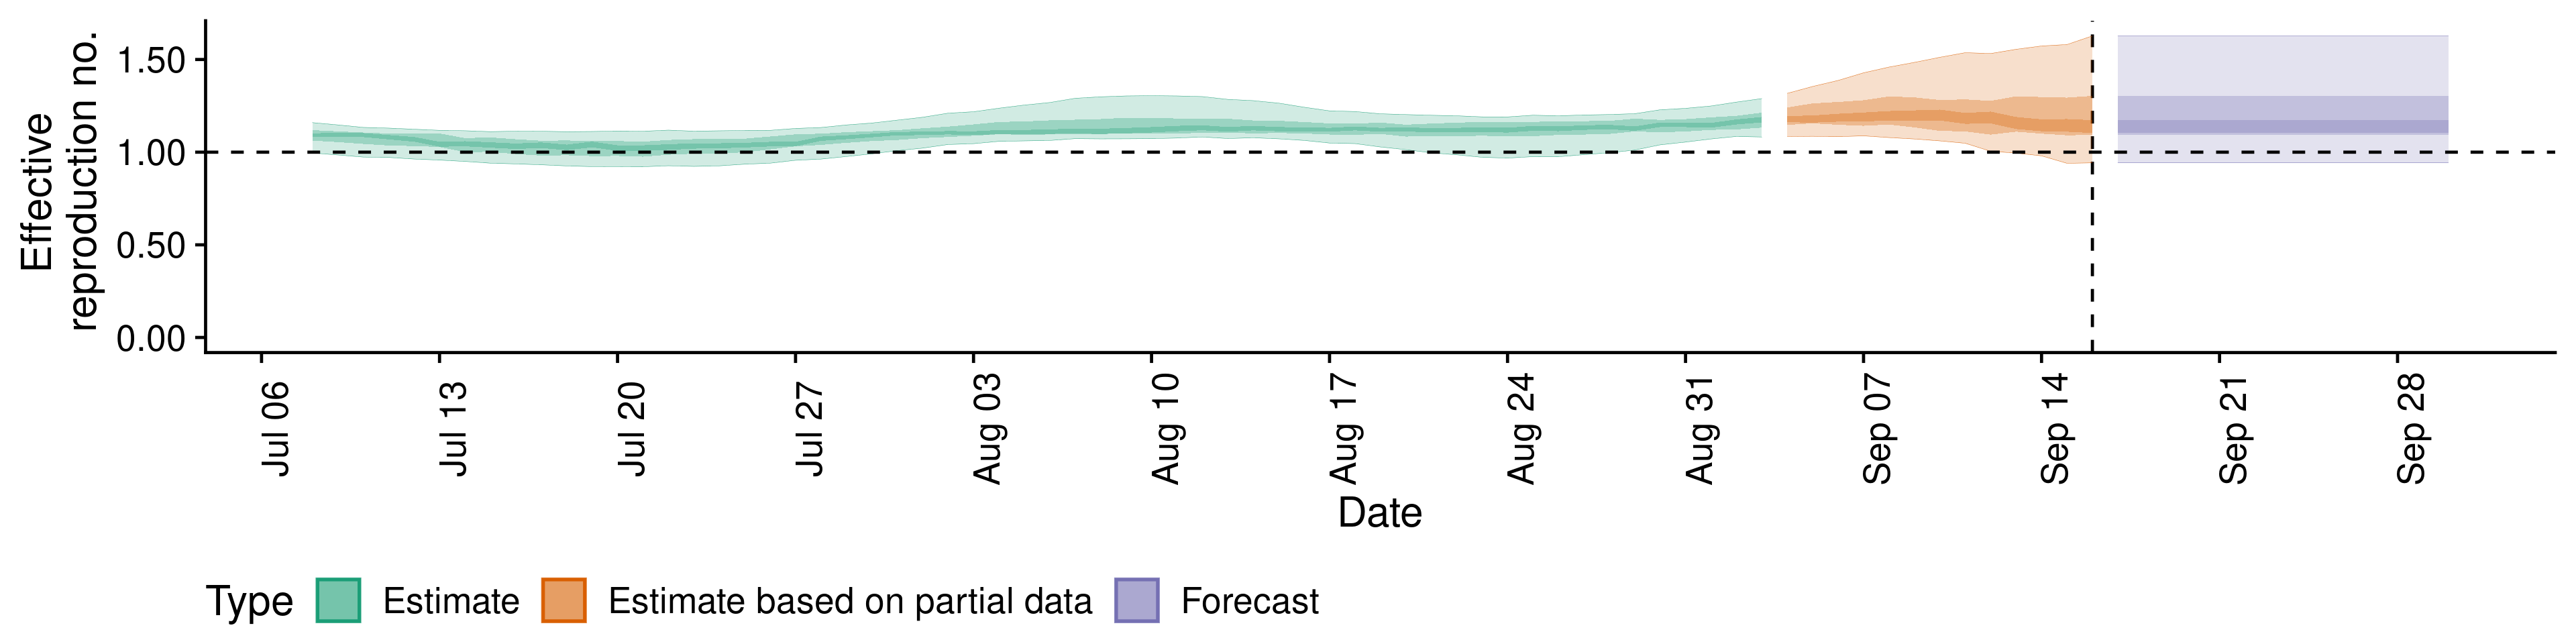 Effective
reproduction no.
1.50
1.00
0.50
0.00
Jul 06
Jul 13
Jul 20
Jul 27
Aug 03
Aug 10
Aug 17
Aug 24
Aug 31
Sep 07
Sep 14
Sep 21
Sep 28
Date
Type Estimate Estimate based on partial data Forecast